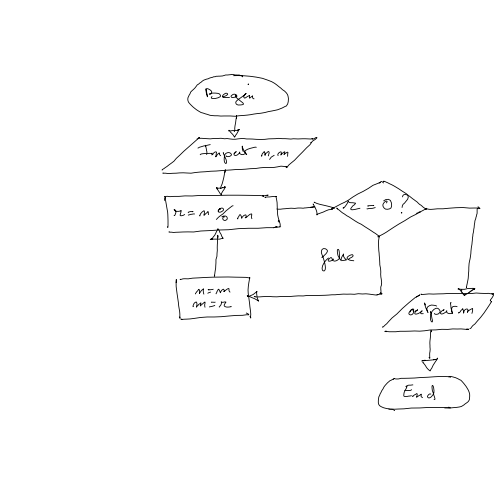 Begin
Input n, m
r = n % m
r = 0 ?
false
n = m
m = r
output m
End